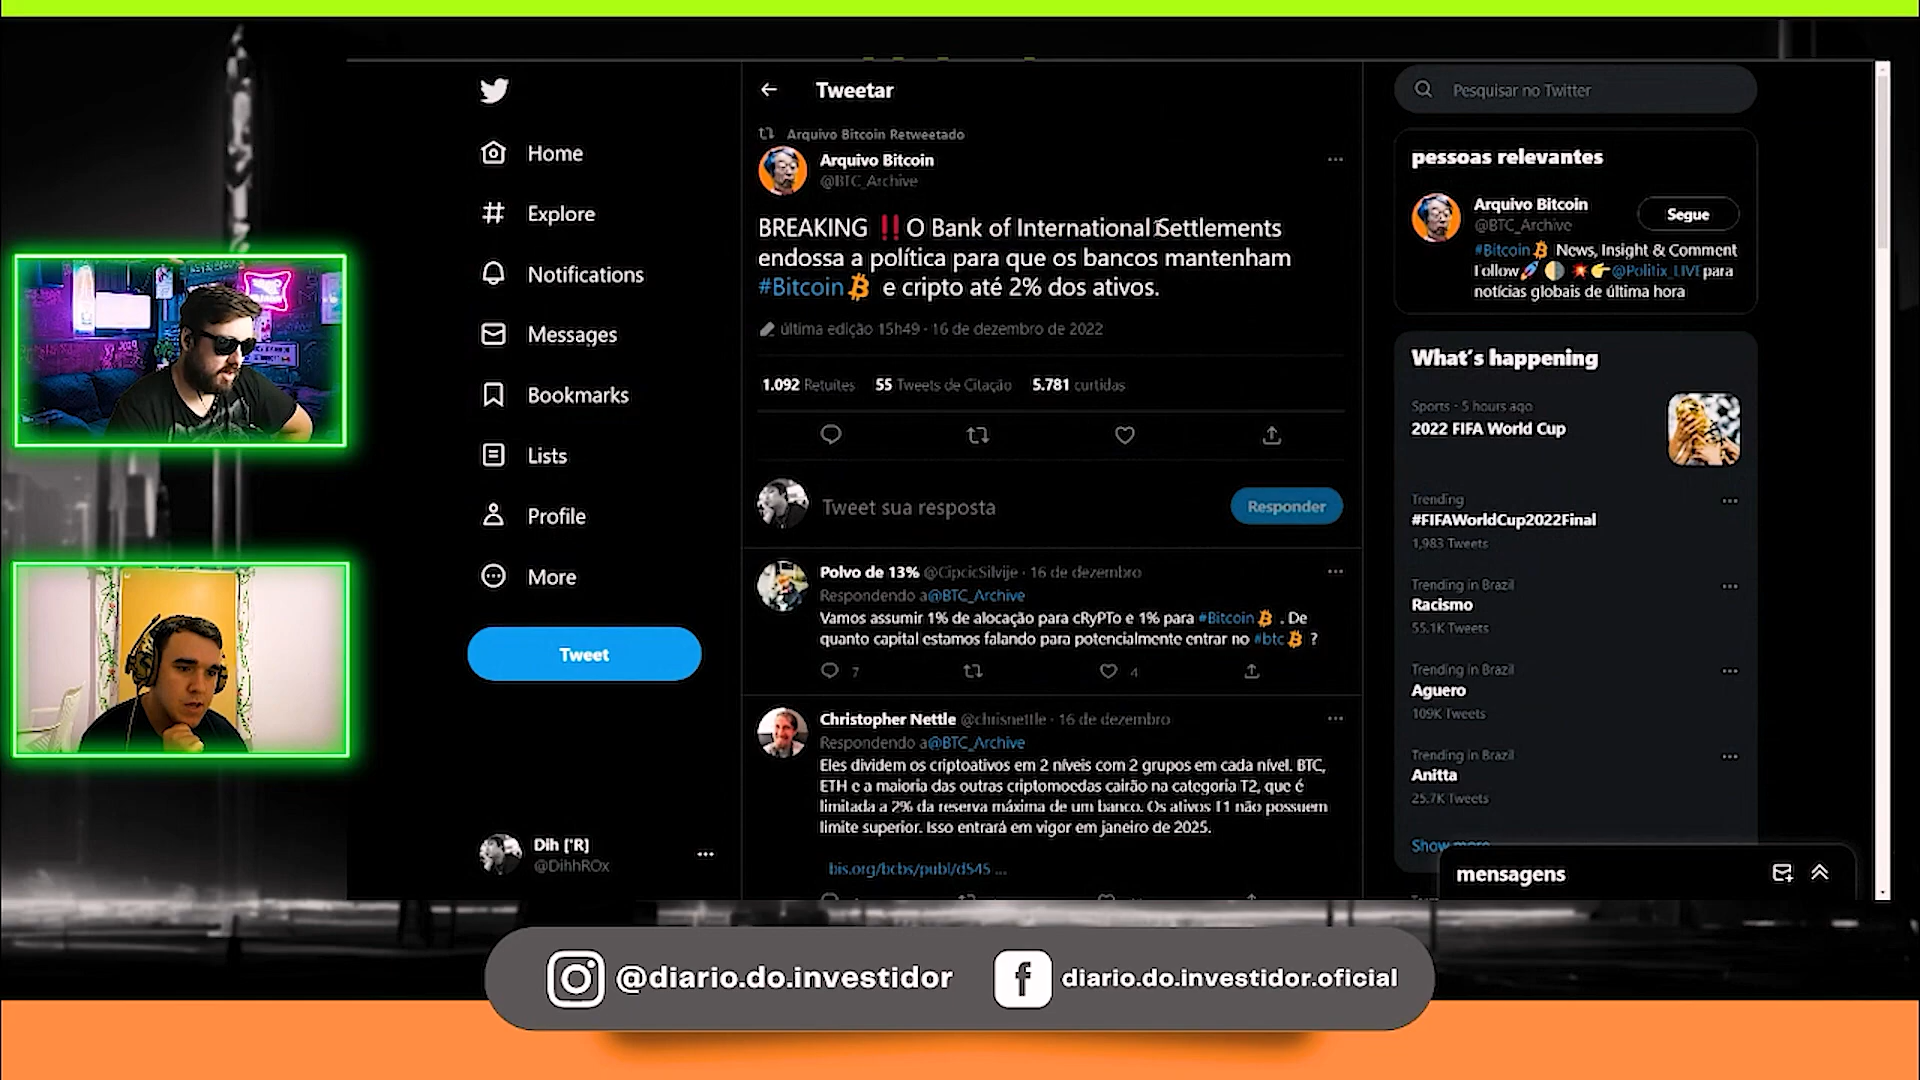 Home
Explore
Notifications
Messages
Bookmarks
Lists
Profile
More
Tweet
Dih ['R]
@DihhROx
Tweetar
Arquivo Bitcoin Retweetado
Arquivo Bitcoin
@BTC_Archive
BREAKING ‼️O Bank of International Settlements
endossa a política para que os bancos mantenham
#Bitcoin e cripto até 2% dos ativos.
última edição 15h49 · 16 de dezembro de 2022
1.092 Retuítes 55 Tweets de Citação 5.781 curtidas
Tweet sua resposta
Responder
Polvo de 13% @CipcicSilvije · 16 de dezembro
Respondendo a@BTC_Archive
Vamos assumir 1% de alocação para cRyPTo e 1% para #Bitcoin . De
quanto capital estamos falando para potencialmente entrar no #btc ?
7
4
Christopher Nettle @chrisnettle · 16 de dezembro
Respondendo a@BTC_Archive
Eles dividem os criptoativos em 2 níveis com 2 grupos em cada nível. BTC,
ETH e a maioria das outras criptomoedas cairão na categoria T2, que é
limitada a 2% da reserva máxima de um banco. Os ativos T1 não possuem
limite superior. Isso entrará em vigor em janeiro de 2025.
bis.org/bcbs/publ/d545 ...
Pesquisar no Twitter
pessoas relevantes
Arquivo Bitcoin
Segue
@BTC_Archive
#Bitcoin News, Insight & Comment
Follow @Politix_LIVE para
notícias globais de última hora
What's happening
Sports · 5 hours ago
2022 FIFA World Cup
Trending
#FIFAWorldCup2022Final
1,983 Tweets
Trending in Brazil
Racismo
55.1K Tweets
Trending in Brazil
Aguero
109K Tweets
Trending in Brazil
Anitta
25.7K Tweets
Show more
mensagens
@diario.do.investidor
diario.do.investidor.oficial